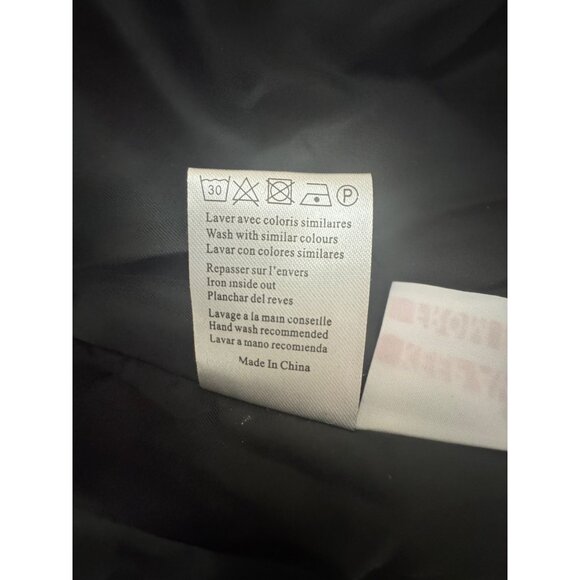 30 P
Laver avec coloris similaires
Wash with similar colours
Lavar con colores similares
Repasser sur l'envers
Iron inside out
Planchar del reves
Lavage a la main conseille
Hand wash recommended
Lavar a mano recomienda
Made In China